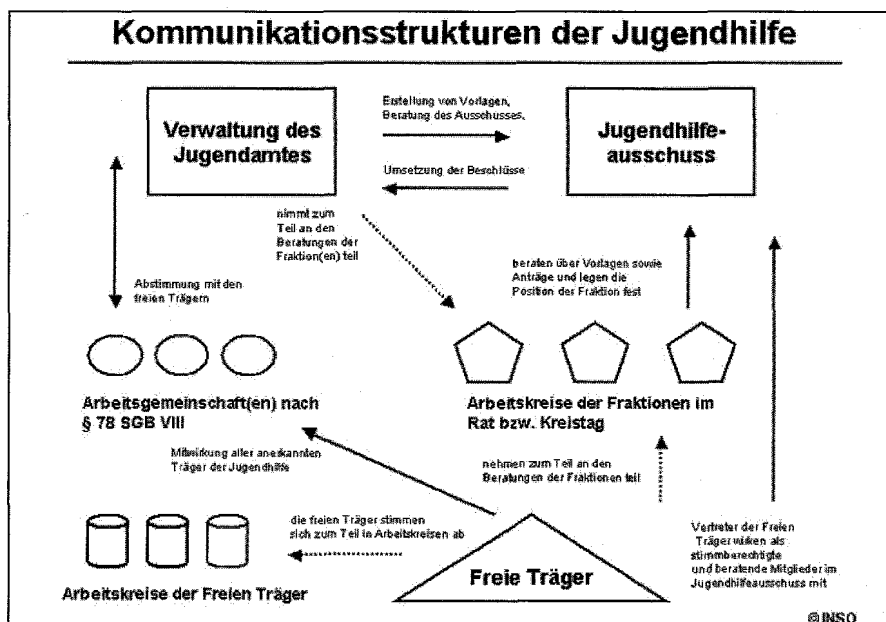 Kommunikationsstrukturen der Jugendhilfe
Verwaltung des
Jugendamtes
Erstellung von Vorlagen,
Beratung des Ausschusses,
Umsetzung der Beschlüsse
Jugendhilfe-
ausschuss
nimmt zum
Teil an den
Beratungen der
Fraktion(en) teil
Abstimmung mit den
freien Trägern
beraten über Vorlagen sowie
Anträge und legen die
Position der Fraktion fest
Arbeitsgemeinschaft(en) nach
§ 78 SGB VIII
Arbeitskreise der Fraktionen im
Rat bzw. Kreistag
Mitwirkung aller anerkannten
Träger der Jugendhilfe
nehmen zum Teil an den
Beratungen der Fraktionen teil
die freien Träger stimmen
sich zum Teil in Arbeitskreisen ab
Arbeitskreise der Freien Träger
Freie Träger
Vertreter der Freien
Träger wirken als
stimmberechtigte
und beratende Mitglieder im
Jugendhilfeausschuss mit
© INSO